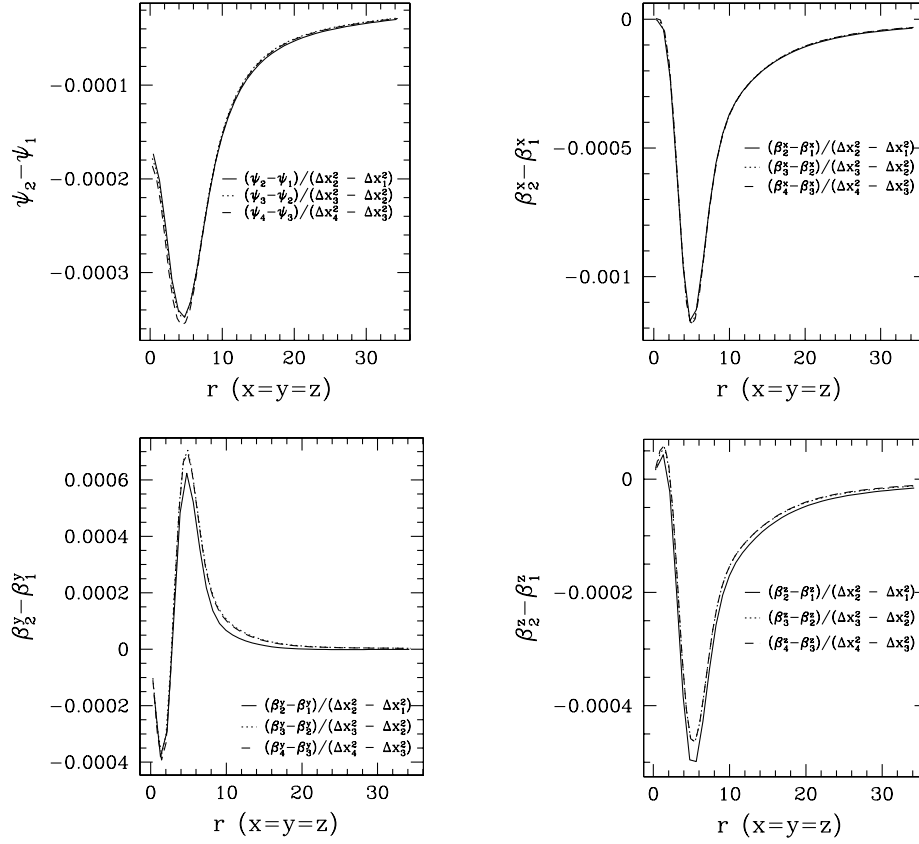 −0.0001
−0.0002
−0.0003
ψ₂−ψ₁
(ψ₂−ψ₁)/(Δx₂² − Δx₁²)
(ψ₃−ψ₂)/(Δx₃² − Δx₂²)
(ψ₄−ψ₃)/(Δx₄² − Δx₃²)
0 10 20 30
r (x=y=z)
0
−0.0005
−0.001
β₂ˣ−β₁ˣ
(β₂ˣ−β₁ˣ)/(Δx₂² − Δx₁²)
(β₃ˣ−β₂ˣ)/(Δx₃² − Δx₂²)
(β₄ˣ−β₃ˣ)/(Δx₄² − Δx₃²)
0 10 20 30
r (x=y=z)
0.0006
0.0004
0.0002
0
−0.0002
−0.0004
β₂ʸ−β₁ʸ
(β₂ʸ−β₁ʸ)/(Δx₂² − Δx₁²)
(β₃ʸ−β₂ʸ)/(Δx₃² − Δx₂²)
(β₄ʸ−β₃ʸ)/(Δx₄² − Δx₃²)
0 10 20 30
r (x=y=z)
0
−0.0002
−0.0004
β₂ᶻ−β₁ᶻ
(β₂ᶻ−β₁ᶻ)/(Δx₂² − Δx₁²)
(β₃ᶻ−β₂ᶻ)/(Δx₃² − Δx₂²)
(β₄ᶻ−β₃ᶻ)/(Δx₄² − Δx₃²)
0 10 20 30
r (x=y=z)